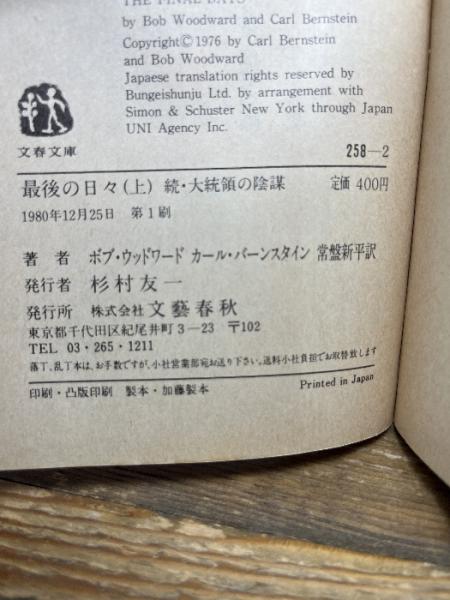 THE FINAL DAYS
by Bob Woodward and Carl Bernstein
Copyright© 1976 by Carl Bernstein
and Bob Woodward
Japaese translation rights reserved by
Bungeishunju Ltd. by arrangement with
Simon & Schuster New York through Japan
UNI Agency Inc.
文春文庫
258—2
最後の日々(上) 続・大統領の陰謀 定価 400円
1980年12月25日 第1刷
著者 ボブ・ウッドワード カール・バーンスタイン 常盤新平訳
発行者 杉村友一
発行所 株式会社 文藝春秋
東京都千代田区紀尾井町3—23 〒102
TEL 03・265・1211
落丁、乱丁本は、お手数ですが、小社営業部宛お送り下さい。送料小社負担でお取替致します
印刷・凸版印刷 製本・加藤製本
Printed in Japan